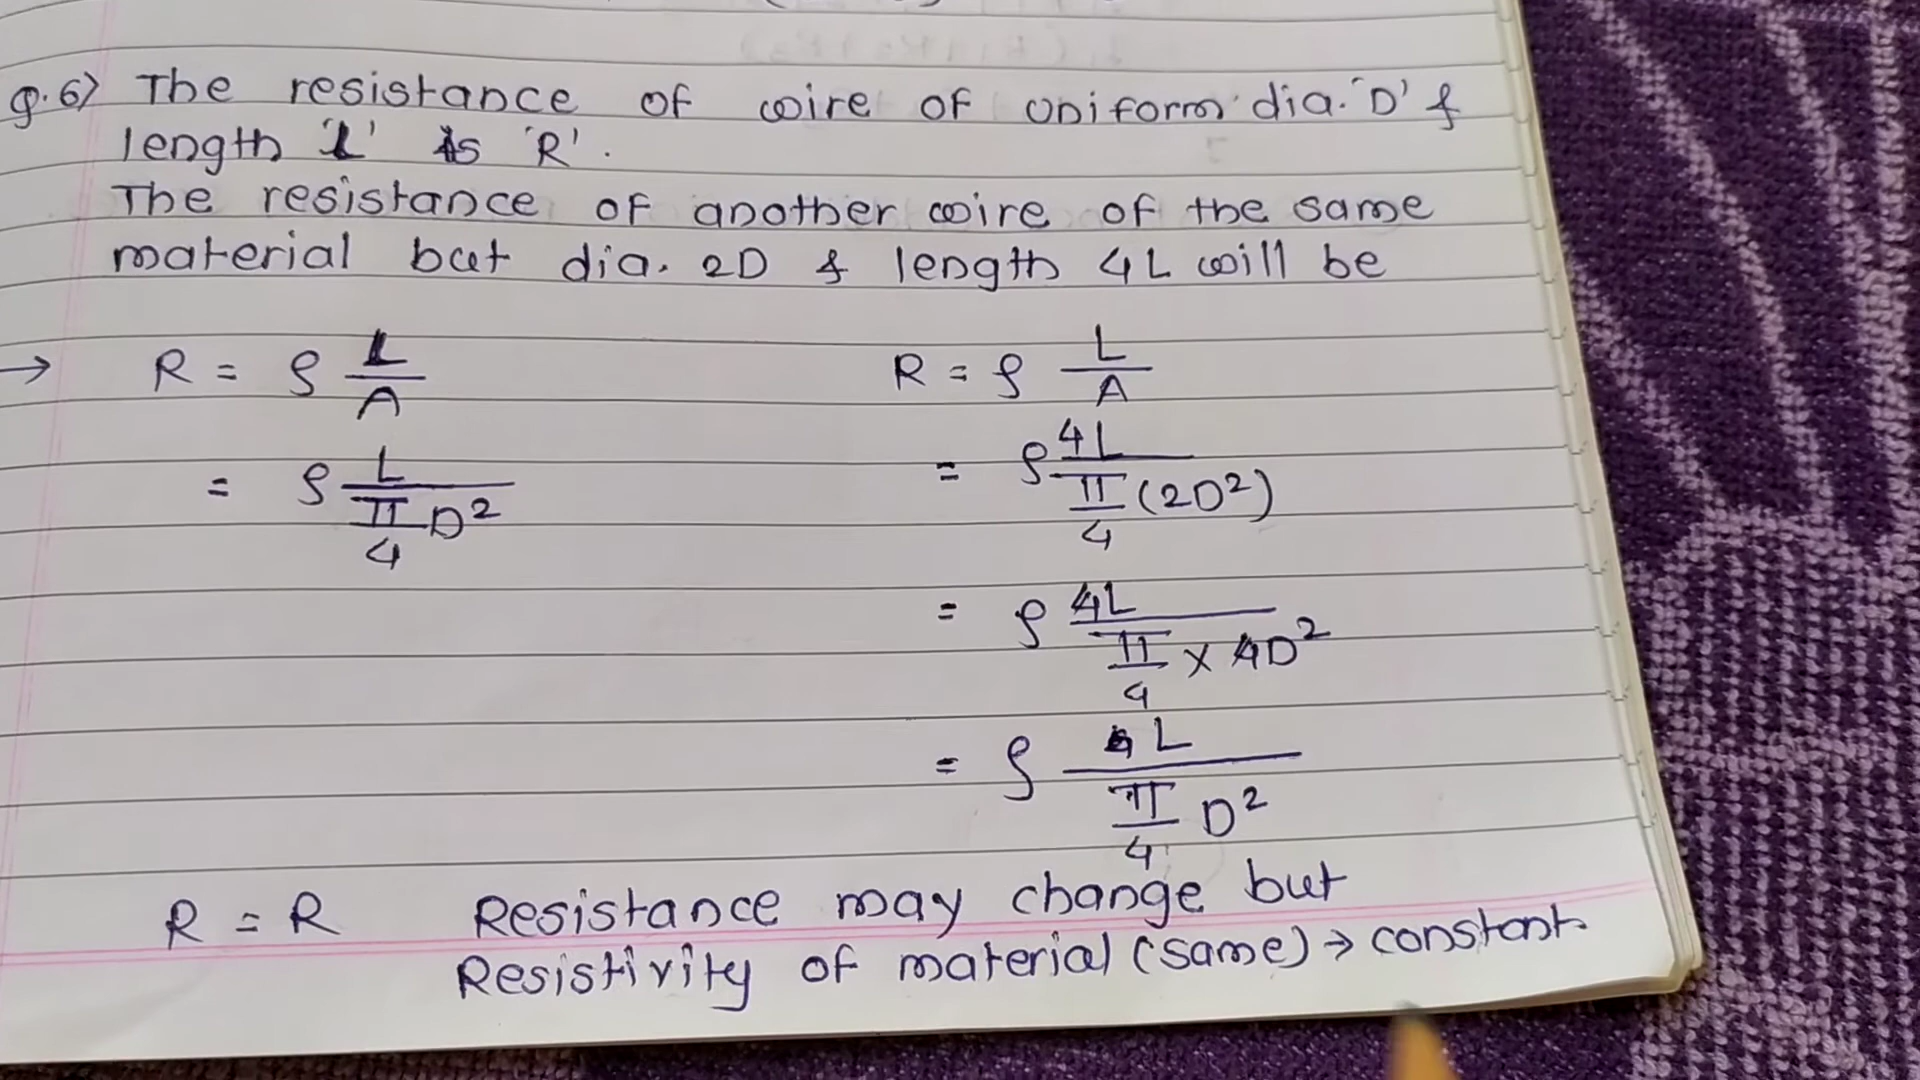 Q.6) The resistance of wire of uniform dia. 'D' &
length 'L' is 'R'.
The resistance of another wire of the same
material but dia. 2D & length 4L will be
→ R = ρ L/A
= ρ L/(π/4 D²)
R = ρ L/A
= ρ 4L/(π/4 (2D²))
= ρ 4L/(π/4 × 4D²)
= ρ 4L/(π/4 D²)
R = R Resistance may change but
Resistivity of material (same) → constant.